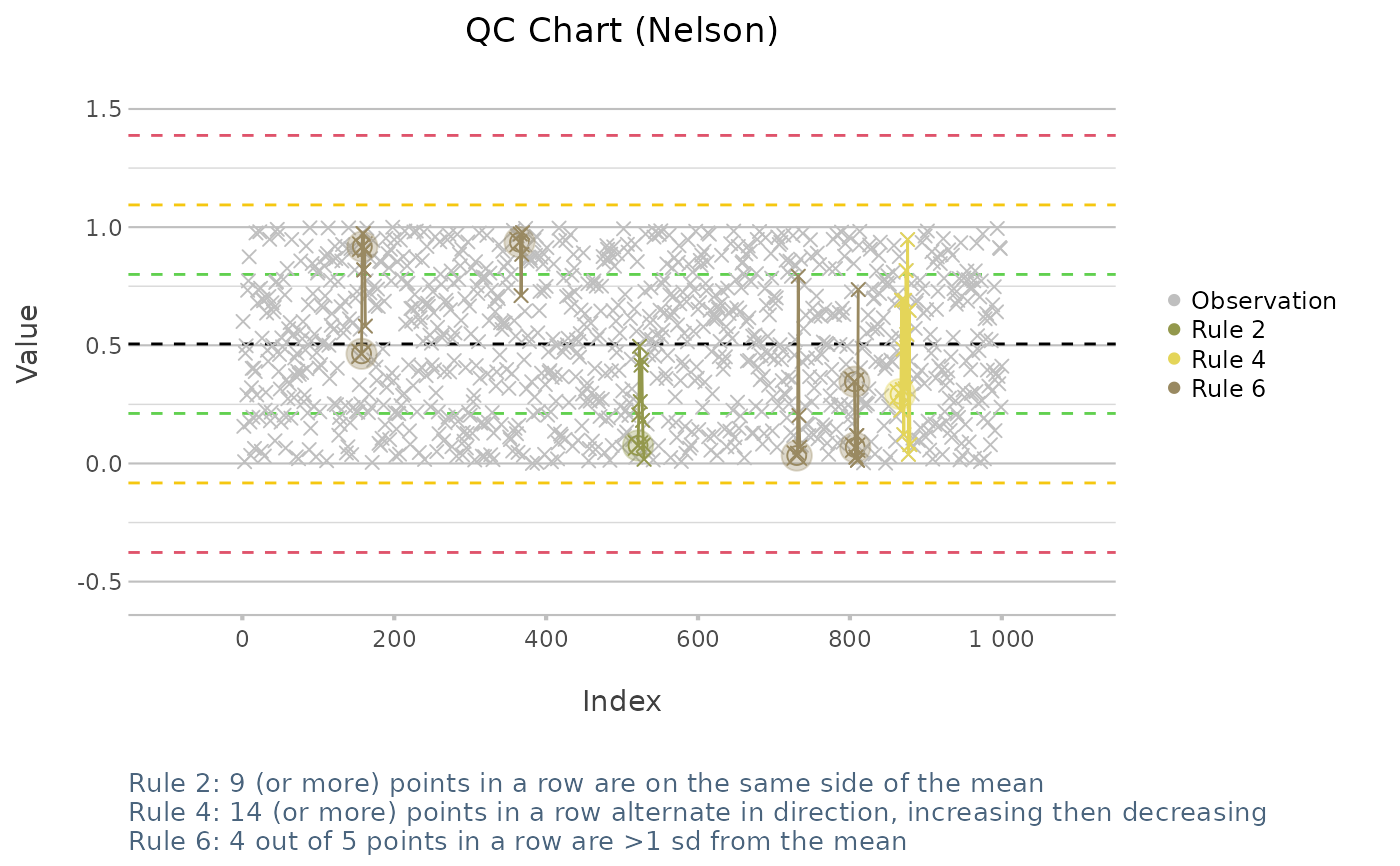 QC Chart (Nelson)
1.5
1.0
0.5
0.0
-0.5
Value
0
200
400
600
800
1 000
Index
Observation
Rule 2
Rule 4
Rule 6
Rule 2: 9 (or more) points in a row are on the same side of the mean
Rule 4: 14 (or more) points in a row alternate in direction, increasing then decreasing
Rule 6: 4 out of 5 points in a row are >1 sd from the mean